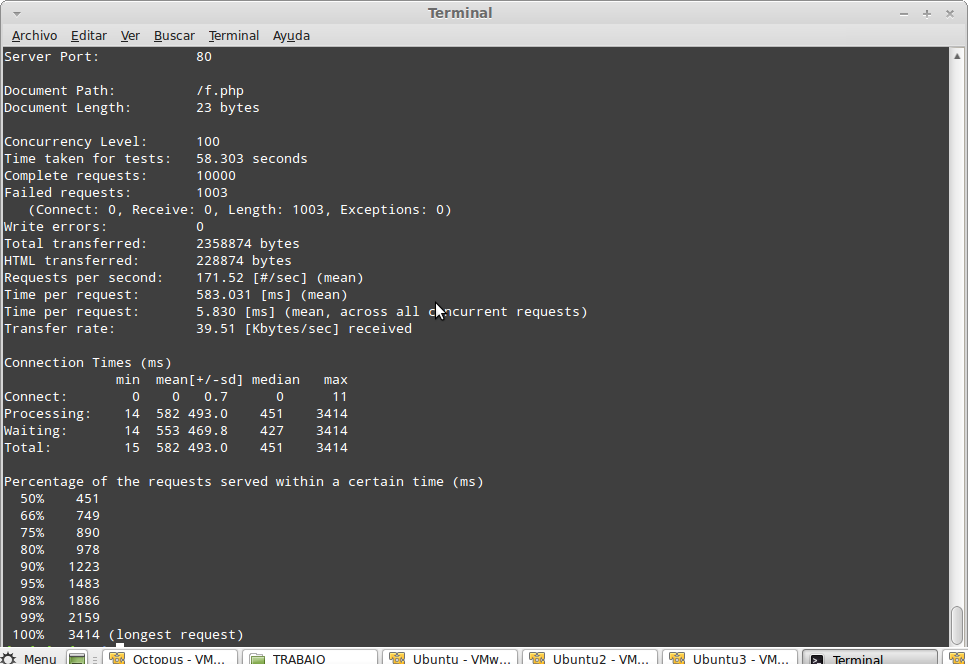 Terminal
Archivo Editar Ver Buscar Terminal Ayuda
Server Port:            80

Document Path:          /f.php
Document Length:        23 bytes

Concurrency Level:      100
Time taken for tests:   58.303 seconds
Complete requests:      10000
Failed requests:        1003
   (Connect: 0, Receive: 0, Length: 1003, Exceptions: 0)
Write errors:           0
Total transferred:      2358874 bytes
HTML transferred:       228874 bytes
Requests per second:    171.52 [#/sec] (mean)
Time per request:       583.031 [ms] (mean)
Time per request:       5.830 [ms] (mean, across all concurrent requests)
Transfer rate:          39.51 [Kbytes/sec] received

Connection Times (ms)
              min  mean[+/-sd] median   max
Connect:        0    0   0.7      0      11
Processing:    14  582 493.0    451    3414
Waiting:       14  553 469.8    427    3414
Total:         15  582 493.0    451    3414

Percentage of the requests served within a certain time (ms)
  50%    451
  66%    749
  75%    890
  80%    978
  90%   1223
  95%   1483
  98%   1886
  99%   2159
 100%   3414 (longest request)
Menu Octopus - VM... TRABAJO Ubuntu - VMw... Ubuntu2 - VM... Ubuntu3 - VM... Terminal